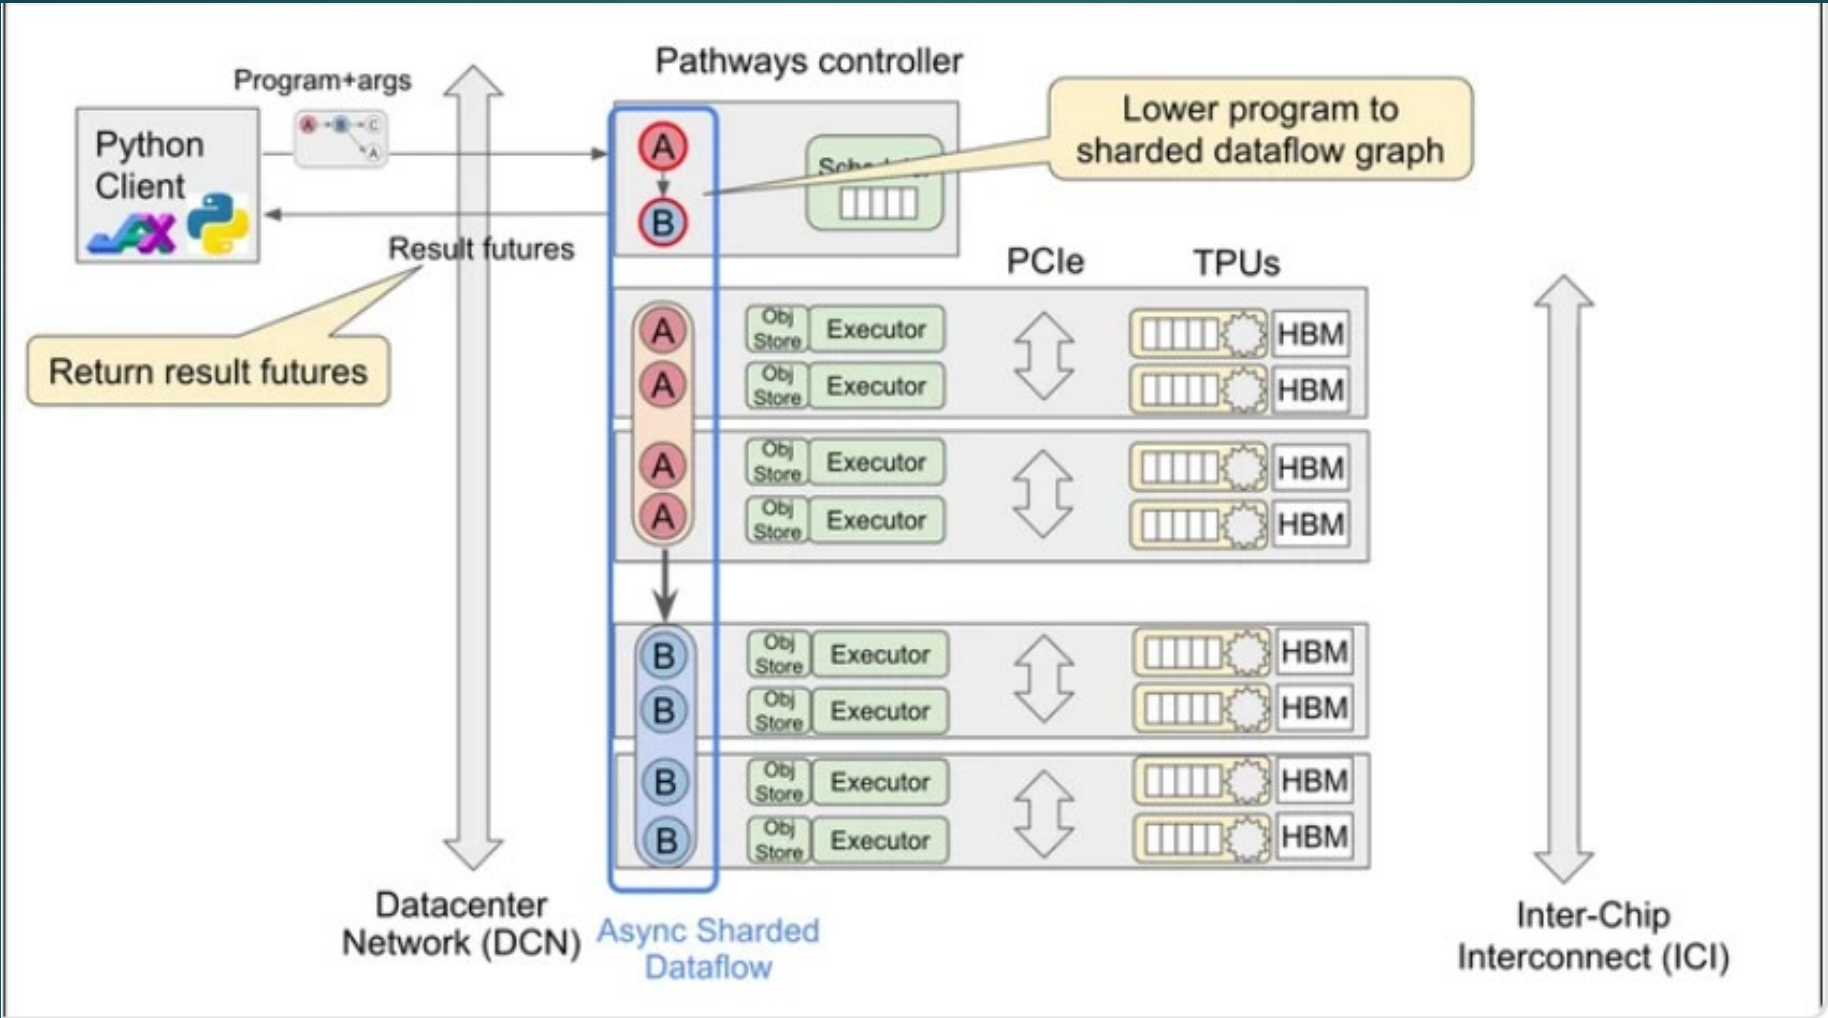 Pathways controller
Program+args
A
B
C
A
Python
Client
JAX
A
B
Lower program to
sharded dataflow graph
Result futures
Return result futures
PCIe
TPUs
A
Obj
Store
Executor
HBM
A
Obj
Store
Executor
HBM
A
Obj
Store
Executor
HBM
A
Obj
Store
Executor
HBM
B
Obj
Store
Executor
HBM
B
Obj
Store
Executor
HBM
B
Obj
Store
Executor
HBM
B
Obj
Store
Executor
HBM
Datacenter
Network (DCN)
Async Sharded
Dataflow
Inter-Chip
Interconnect (ICI)